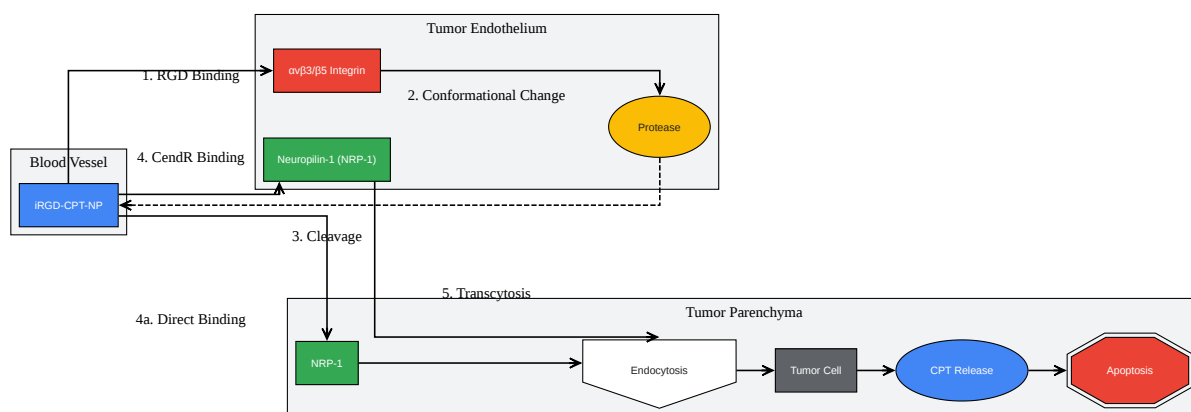 Tumor Endothelium
αvβ3/β5 Integrin
1. RGD Binding
2. Conformational Change
Protease
4. CendR Binding
Neuropilin-1 (NRP-1)
Blood Vessel
iRGD-CPT-NP
3. Cleavage
5. Transcytosis
4a. Direct Binding
Tumor Parenchyma
NRP-1
Endocytosis
Tumor Cell
CPT Release
Apoptosis